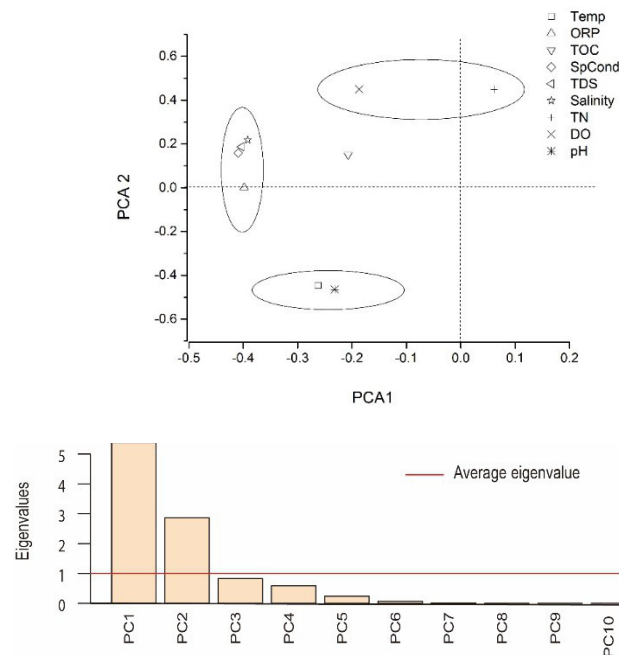 Temp
ORP
TOC
SpCond
TDS
Salinity
TN
DO
pH
0.6
0.4
0.2
0.0
-0.2
-0.4
-0.6
PCA 2
-0.5 -0.4 -0.3 -0.2 -0.1 0.0 0.1 0.2
PCA1
5
4
3
2
1
0
Eigenvalues
Average eigenvalue
PC1 PC2 PC3 PC4 PC5 PC6 PC7 PC8 PC9 PC10